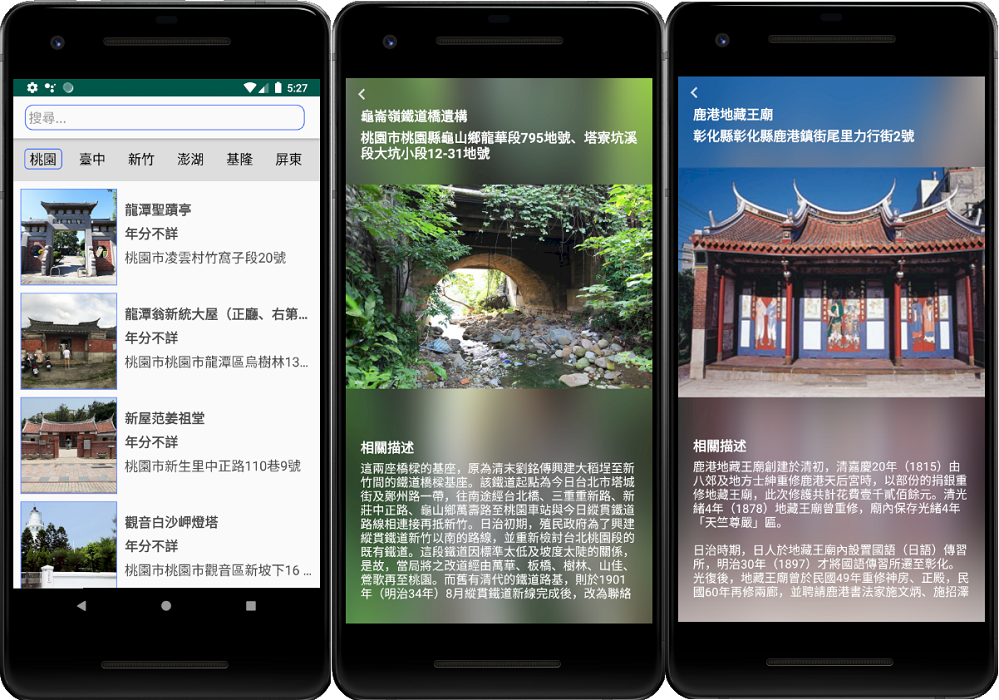 5:27
搜尋...
桃園 臺中 新竹 澎湖 基隆 屏東
龍潭聖蹟亭
年分不詳
桃園市凌雲村竹窩子段20號
龍潭翁新統大屋（正廳、右第...
年分不詳
桃園市桃園市龍潭區烏樹林13...
新屋范姜祖堂
年分不詳
桃園市新生里中正路110巷9號
觀音白沙岬燈塔
年分不詳
桃園市桃園市觀音區新坡下16 ...
龜崙嶺鐵道橋遺構
桃園市桃園縣龜山鄉龍華段795地號、塔寮坑溪
段大坑小段12-31地號
相關描述
這兩座橋樑的基座，原為清末劉銘傳興建大稻埕至新
竹間的鐵道橋樑基座。該鐵道起點為今日台北市塔城
街及鄭州路一帶，往南途經台北橋、三重重新路、新
莊中正路、龜山鄉萬壽路至桃園車站與今日縱貫鐵道
路線相連接再抵新竹。日治初期，殖民政府為了興建
縱貫鐵道新竹以南的路線，並重新檢討台北桃園段的
既有鐵道。這段鐵道因標準太低及坡度太陡的關係，
是故，當局將之改道經由萬華、板橋、樹林、山佳、
鶯歌再至桃園。而舊有清代的鐵道路基，則於1901
年（明治34年）8月縱貫鐵道新線完成後，改為聯絡
鹿港地藏王廟
彰化縣彰化縣鹿港鎮街尾里力行街2號
相關描述
鹿港地藏王廟創建於清初，清嘉慶20年（1815）由
八郊及地方士紳重修鹿港天后宮時，以部份的捐銀重
修地藏王廟，此次修護共計花費壹千貳佰餘元。清光
緒4年（1878）地藏王廟曾重修，廟內保存光緒4年
「天竺尊嚴」區。
日治時期，日人於地藏王廟內設置國語（日語）傳習
所，明治30年（1897）才將國語傳習所遷至彰化。
光復後，地藏王廟曾於民國49年重修神房、正殿，民
國60年再修兩廊，並聘請鹿港書法家施文炳、施招澤